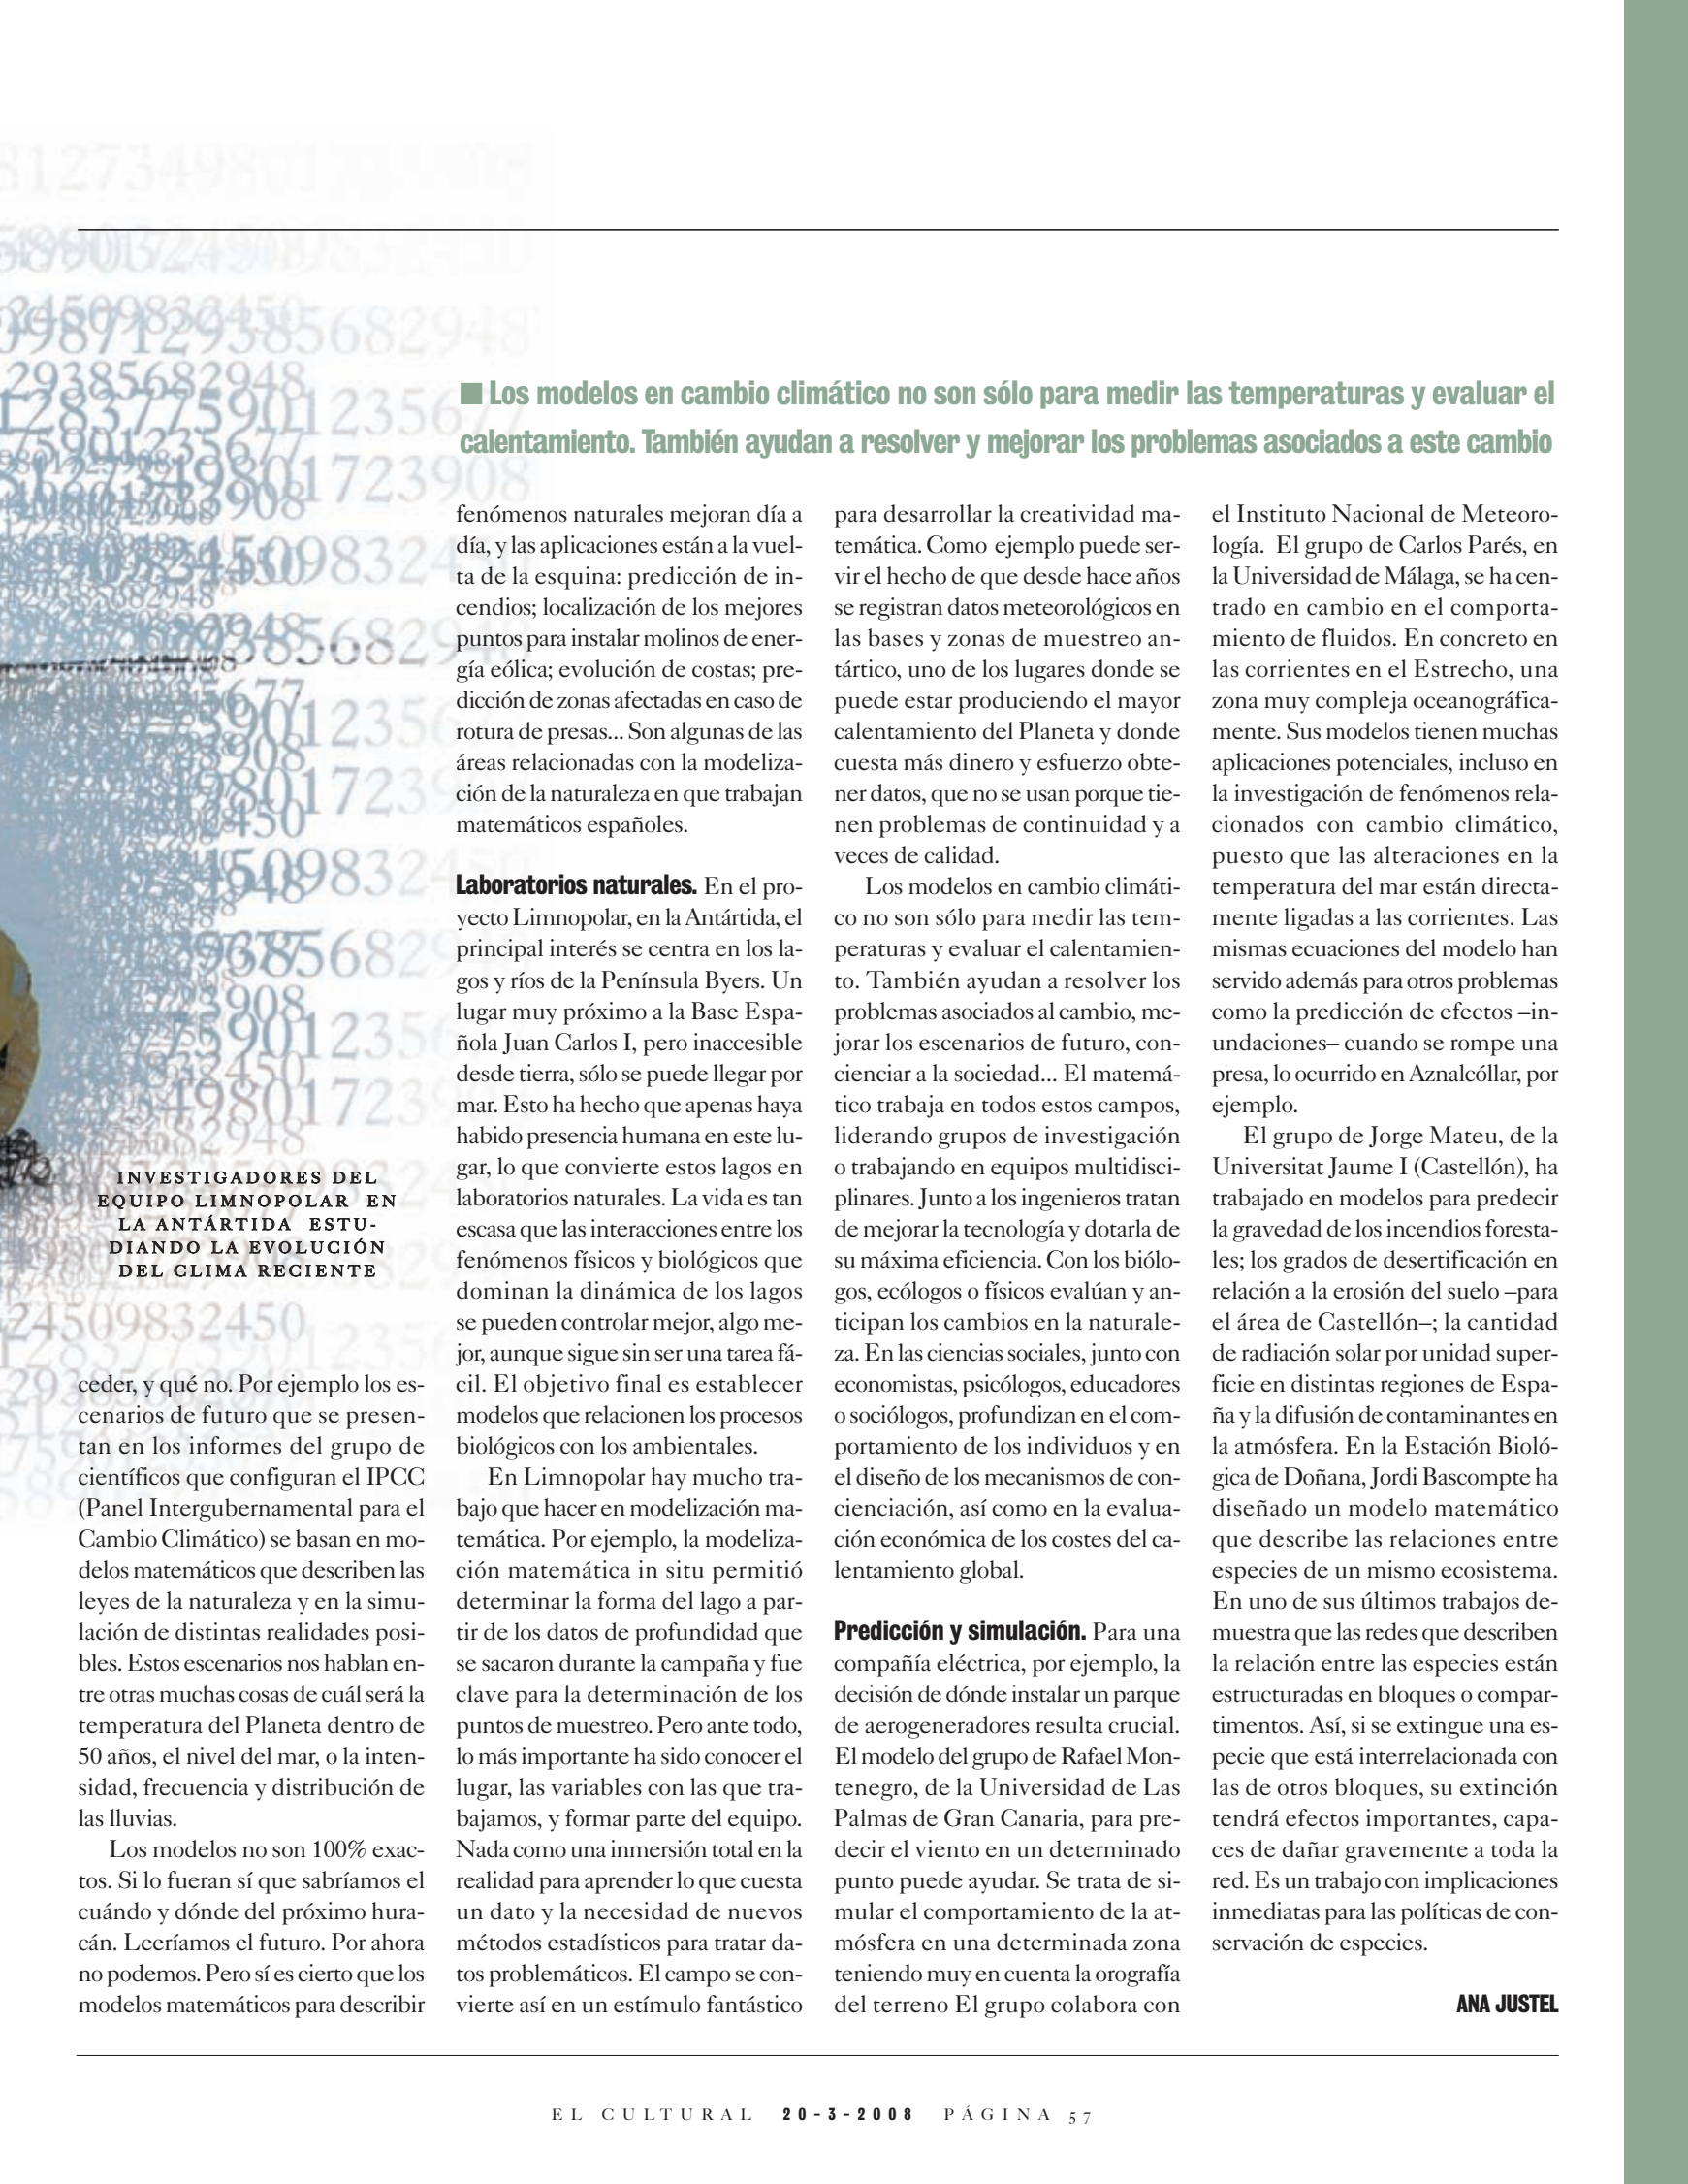 ■ Los modelos en cambio climático no son sólo para medir las temperaturas y evaluar el
calentamiento. También ayudan a resolver y mejorar los problemas asociados a este cambio
INVESTIGADORES DEL
EQUIPO LIMNOPOLAR EN
LA ANTÁRTIDA ESTU-
DIANDO LA EVOLUCIÓN
DEL CLIMA RECIENTE
ceder, y qué no. Por ejemplo los es-
cenarios de futuro que se presen-
tan en los informes del grupo de
científicos que configuran el IPCC
(Panel Intergubernamental para el
Cambio Climático) se basan en mo-
delos matemáticos que describen las
leyes de la naturaleza y en la simu-
lación de distintas realidades posi-
bles. Estos escenarios nos hablan en-
tre otras muchas cosas de cuál será la
temperatura del Planeta dentro de
50 años, el nivel del mar, o la inten-
sidad, frecuencia y distribución de
las lluvias.
Los modelos no son 100% exac-
tos. Si lo fueran sí que sabríamos el
cuándo y dónde del próximo hura-
cán. Leeríamos el futuro. Por ahora
no podemos. Pero sí es cierto que los
modelos matemáticos para describir
fenómenos naturales mejoran día a
día, y las aplicaciones están a la vuel-
ta de la esquina: predicción de in-
cendios; localización de los mejores
puntos para instalar molinos de ener-
gía eólica; evolución de costas; pre-
dicción de zonas afectadas en caso de
rotura de presas... Son algunas de las
áreas relacionadas con la modeliza-
ción de la naturaleza en que trabajan
matemáticos españoles.
Laboratorios naturales. En el pro-
yecto Limnopolar, en la Antártida, el
principal interés se centra en los la-
gos y ríos de la Península Byers. Un
lugar muy próximo a la Base Espa-
ñola Juan Carlos I, pero inaccesible
desde tierra, sólo se puede llegar por
mar. Esto ha hecho que apenas haya
habido presencia humana en este lu-
gar, lo que convierte estos lagos en
laboratorios naturales. La vida es tan
escasa que las interacciones entre los
fenómenos físicos y biológicos que
dominan la dinámica de los lagos
se pueden controlar mejor, algo me-
jor, aunque sigue sin ser una tarea fá-
cil. El objetivo final es establecer
modelos que relacionen los procesos
biológicos con los ambientales.
En Limnopolar hay mucho tra-
bajo que hacer en modelización ma-
temática. Por ejemplo, la modeliza-
ción matemática in situ permitió
determinar la forma del lago a par-
tir de los datos de profundidad que
se sacaron durante la campaña y fue
clave para la determinación de los
puntos de muestreo. Pero ante todo,
lo más importante ha sido conocer el
lugar, las variables con las que tra-
bajamos, y formar parte del equipo.
Nada como una inmersión total en la
realidad para aprender lo que cuesta
un dato y la necesidad de nuevos
métodos estadísticos para tratar da-
tos problemáticos. El campo se con-
vierte así en un estímulo fantástico
para desarrollar la creatividad ma-
temática. Como ejemplo puede ser-
vir el hecho de que desde hace años
se registran datos meteorológicos en
las bases y zonas de muestreo an-
tártico, uno de los lugares donde se
puede estar produciendo el mayor
calentamiento del Planeta y donde
cuesta más dinero y esfuerzo obte-
ner datos, que no se usan porque tie-
nen problemas de continuidad y a
veces de calidad.
Los modelos en cambio climáti-
co no son sólo para medir las tem-
peraturas y evaluar el calentamien-
to. También ayudan a resolver los
problemas asociados al cambio, me-
jorar los escenarios de futuro, con-
cienciar a la sociedad... El matemá-
tico trabaja en todos estos campos,
liderando grupos de investigación
o trabajando en equipos multidisci-
plinares. Junto a los ingenieros tratan
de mejorar la tecnología y dotarla de
su máxima eficiencia. Con los biólo-
gos, ecólogos o físicos evalúan y an-
ticipan los cambios en la naturale-
za. En las ciencias sociales, junto con
economistas, psicólogos, educadores
o sociólogos, profundizan en el com-
portamiento de los individuos y en
el diseño de los mecanismos de con-
cienciación, así como en la evalua-
ción económica de los costes del ca-
lentamiento global.
Predicción y simulación. Para una
compañía eléctrica, por ejemplo, la
decisión de dónde instalar un parque
de aerogeneradores resulta crucial.
El modelo del grupo de Rafael Mon-
tenegro, de la Universidad de Las
Palmas de Gran Canaria, para pre-
decir el viento en un determinado
punto puede ayudar. Se trata de si-
mular el comportamiento de la at-
mósfera en una determinada zona
teniendo muy en cuenta la orografía
del terreno El grupo colabora con
el Instituto Nacional de Meteoro-
logía. El grupo de Carlos Parés, en
la Universidad de Málaga, se ha cen-
trado en cambio en el comporta-
miento de fluidos. En concreto en
las corrientes en el Estrecho, una
zona muy compleja oceanográfica-
mente. Sus modelos tienen muchas
aplicaciones potenciales, incluso en
la investigación de fenómenos rela-
cionados con cambio climático,
puesto que las alteraciones en la
temperatura del mar están directa-
mente ligadas a las corrientes. Las
mismas ecuaciones del modelo han
servido además para otros problemas
como la predicción de efectos –in-
undaciones– cuando se rompe una
presa, lo ocurrido en Aznalcóllar, por
ejemplo.
El grupo de Jorge Mateu, de la
Universitat Jaume I (Castellón), ha
trabajado en modelos para predecir
la gravedad de los incendios foresta-
les; los grados de desertificación en
relación a la erosión del suelo –para
el área de Castellón–; la cantidad
de radiación solar por unidad super-
ficie en distintas regiones de Espa-
ña y la difusión de contaminantes en
la atmósfera. En la Estación Bioló-
gica de Doñana, Jordi Bascompte ha
diseñado un modelo matemático
que describe las relaciones entre
especies de un mismo ecosistema.
En uno de sus últimos trabajos de-
muestra que las redes que describen
la relación entre las especies están
estructuradas en bloques o compar-
timentos. Así, si se extingue una es-
pecie que está interrelacionada con
las de otros bloques, su extinción
tendrá efectos importantes, capa-
ces de dañar gravemente a toda la
red. Es un trabajo con implicaciones
inmediatas para las políticas de con-
servación de especies.
ANA JUSTEL
EL CULTURAL 20-3-2008 PÁGINA 57